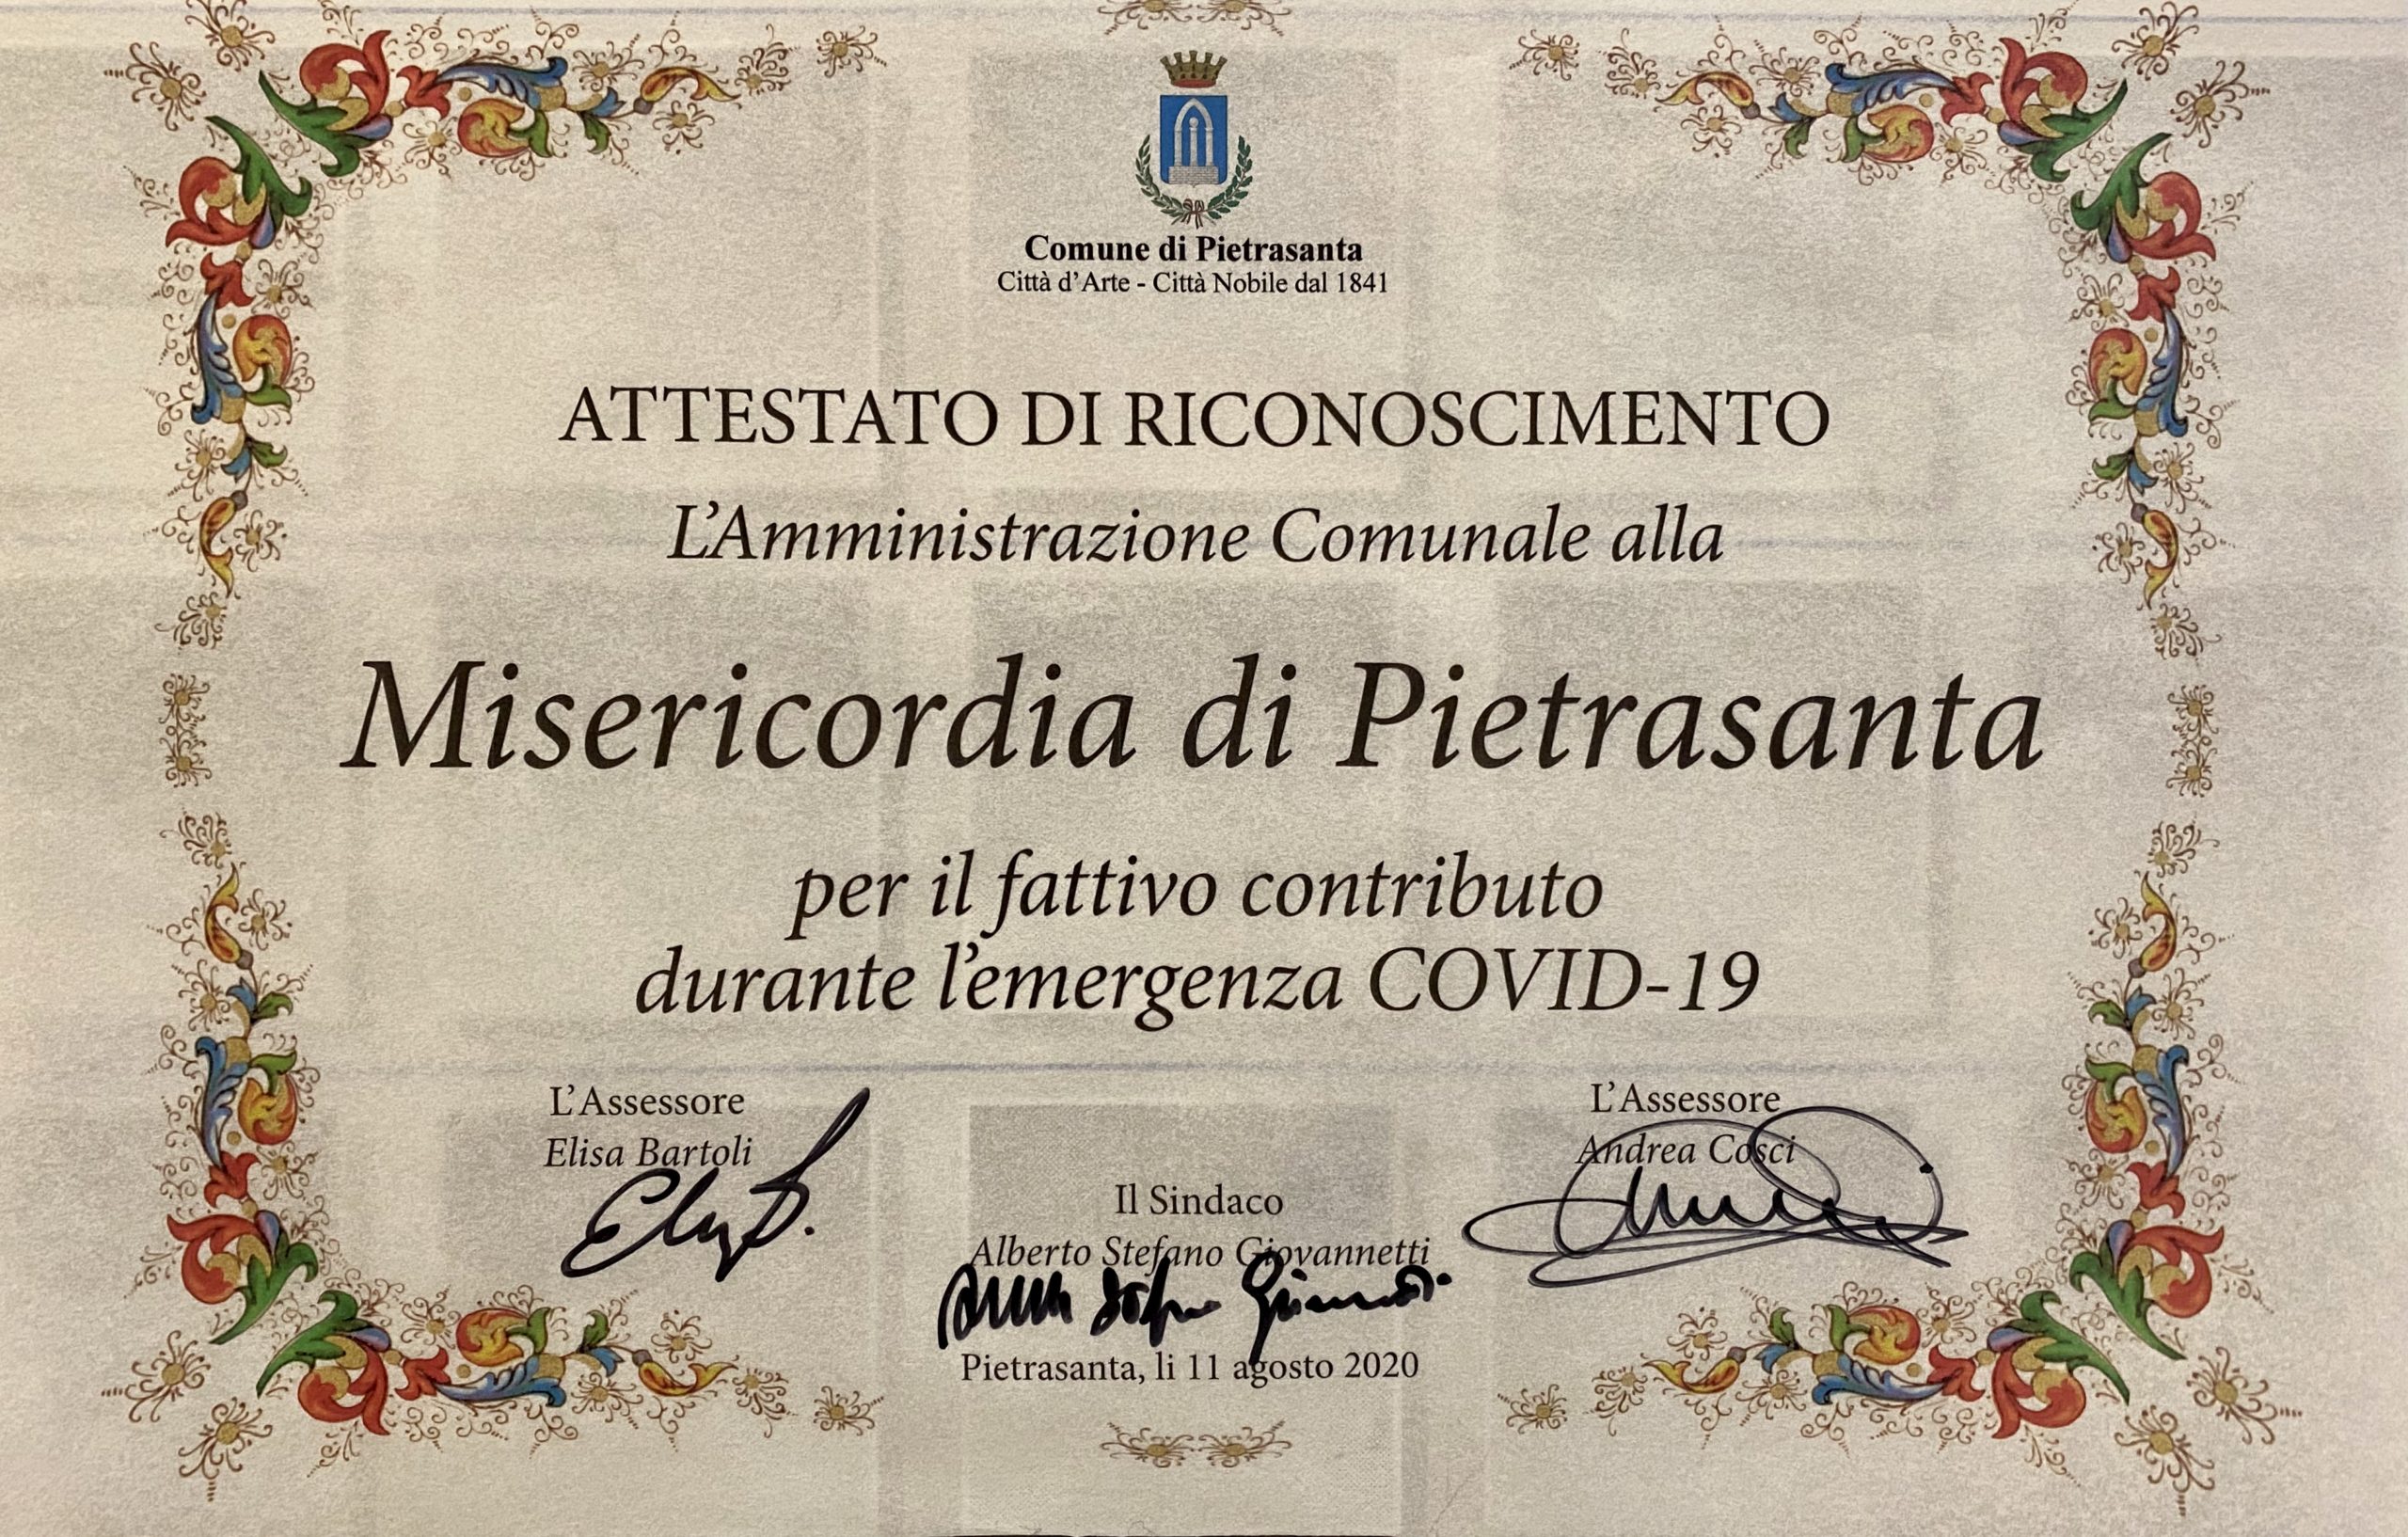 Comune di Pietrasanta
Città d'Arte - Città Nobile dal 1841
ATTESTATO DI RICONOSCIMENTO
L'Amministrazione Comunale alla
Misericordia di Pietrasanta
per il fattivo contributo
durante l'emergenza COVID-19
L'Assessore
Elisa Bartoli
L'Assessore
Andrea Cosci
Il Sindaco
Alberto Stefano Giovannetti
Pietrasanta, li 11 agosto 2020